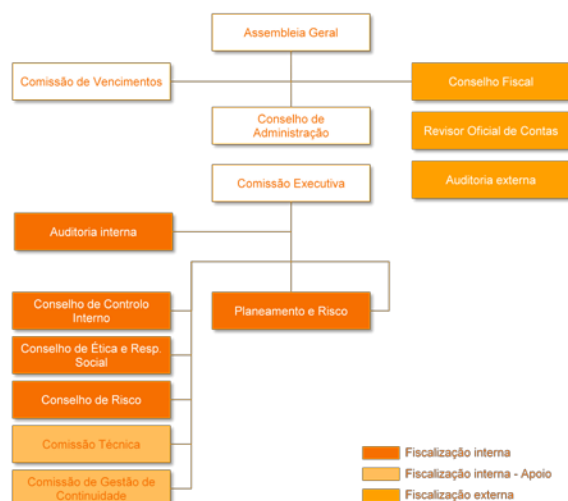 Assembleia Geral
Comissão de Vencimentos
Conselho Fiscal
Conselho de
Administração
Revisor Oficial de Contas
Comissão Executiva
Auditoria externa
Auditoria interna
Conselho de Controlo
Interno
Planeamento e Risco
Conselho de Ética e Resp.
Social
Conselho de Risco
Comissão Técnica
Comissão de Gestão de
Continuidade
Fiscalização interna
Fiscalização interna - Apoio
Fiscalização externa